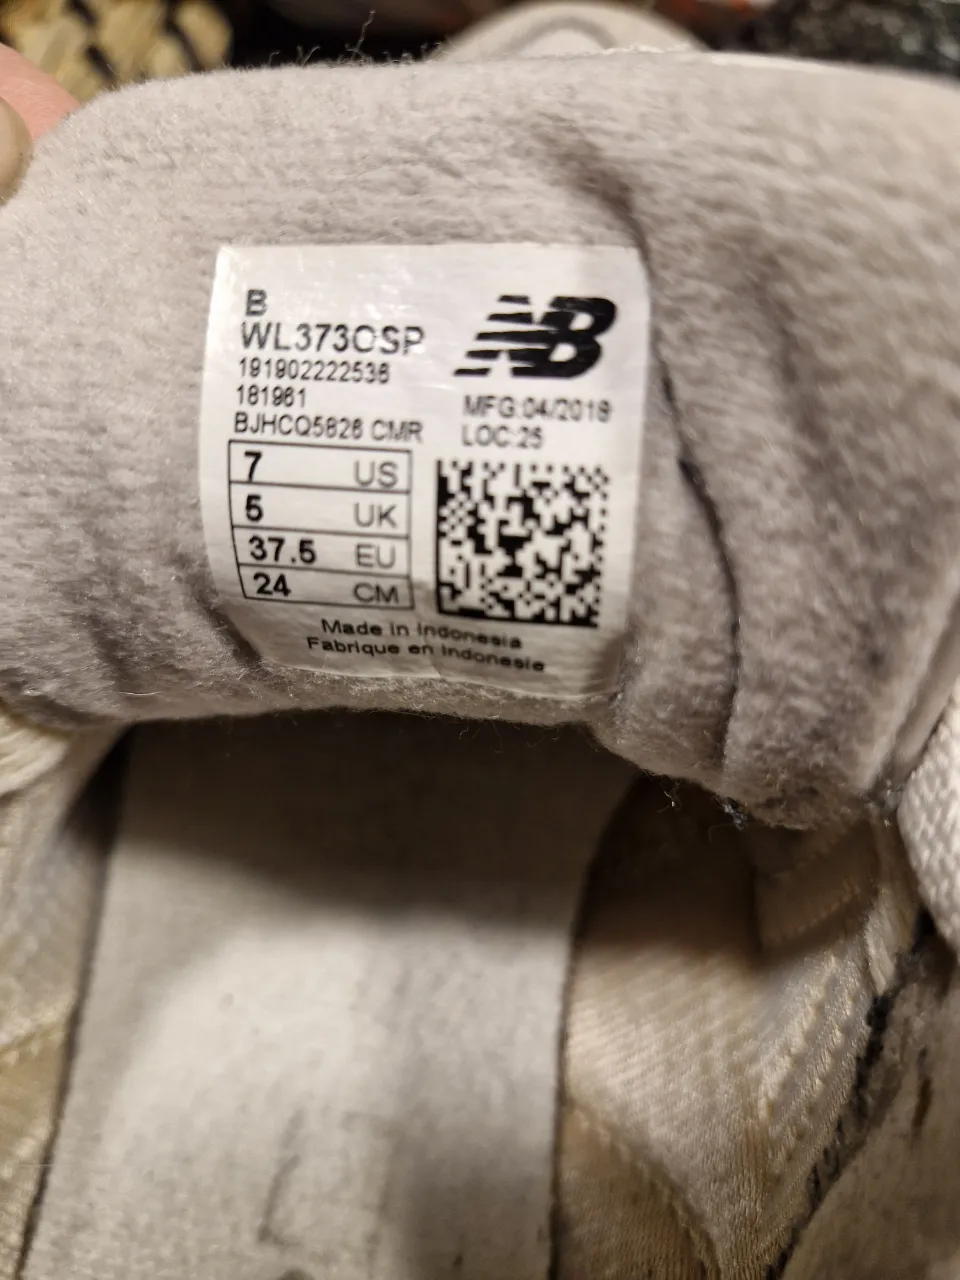 B
WL373OSP
NB
191902222536
181961
BJHCQ5826 CMR
MFG:04/2019
LOC:25
7 US
5 UK
37.5 EU
24 CM
Made in Indonesia
Fabrique en Indonesie